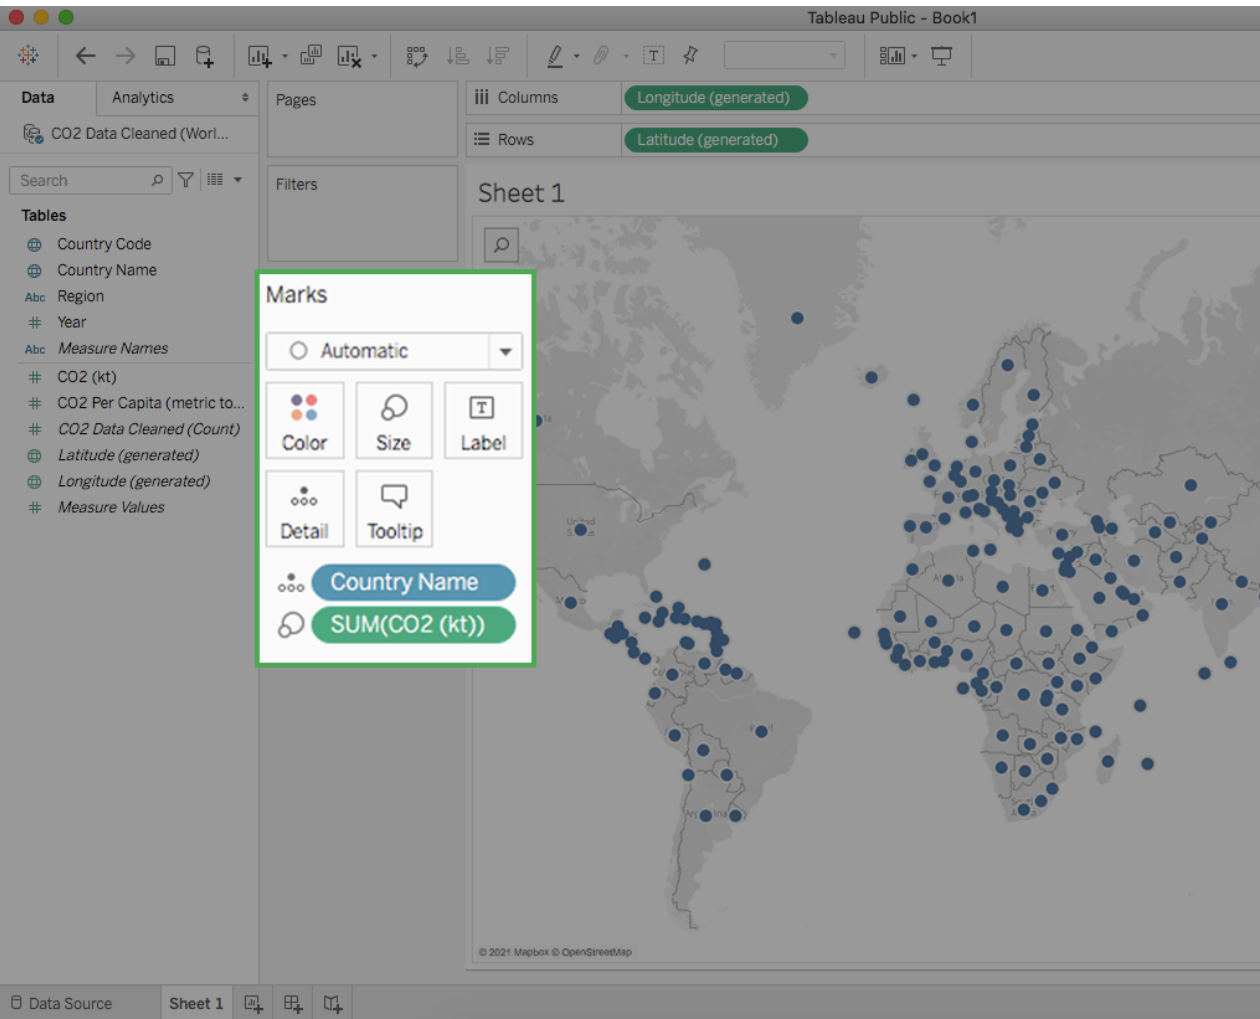 Tableau Public - Book1
Data
Analytics
Pages
Columns
Longitude (generated)
CO2 Data Cleaned (Worl...
Rows
Latitude (generated)
Search
Filters
Sheet 1
Tables
Country Code
Country Name
Abc Region
Year
Abc Measure Names
CO2 (kt)
CO2 Per Capita (metric to...
CO2 Data Cleaned (Count)
Latitude (generated)
Longitude (generated)
Measure Values
Marks
Automatic
Color
Size
T
Label
Detail
Tooltip
Country Name
SUM(CO2 (kt))
United
© 2021 Mapbox © OpenStreetMap
Data Source
Sheet 1